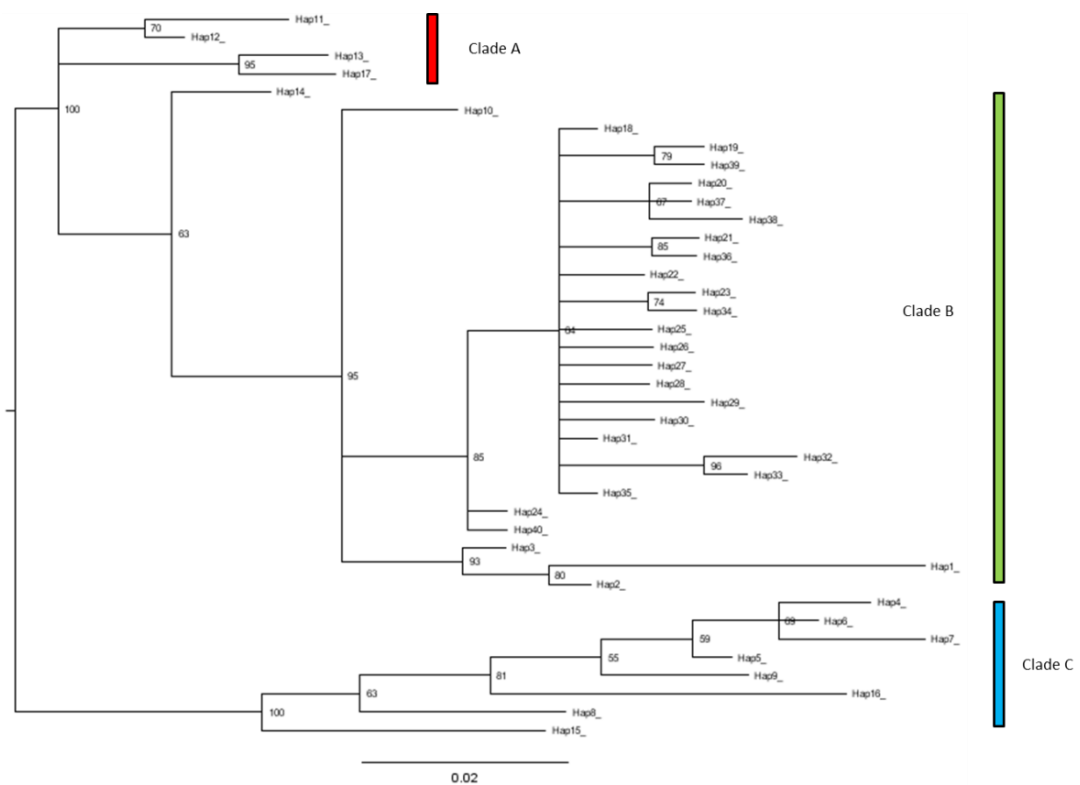 Hap11_
70
Hap12_
Clade A
Hap13_
95
Hap17_
Hap14_
100
Hap10_
Hap18_
Hap19_
79
Hap39_
Hap20_
67
Hap37_
Hap38_
63
Hap21_
85
Hap36_
Hap22_
Hap23_
74
Hap34_
Clade B
64
Hap25_
Hap26_
Hap27_
95
Hap28_
Hap29_
Hap30_
Hap31_
85
Hap32_
96
Hap33_
Hap35_
Hap24_
Hap40_
Hap3_
93
Hap1_
80
Hap2_
Hap4_
69
Hap6_
59
Hap7_
55
Hap5_
Clade C
81
Hap9_
63
Hap16_
100
Hap8_
Hap15_
0.02